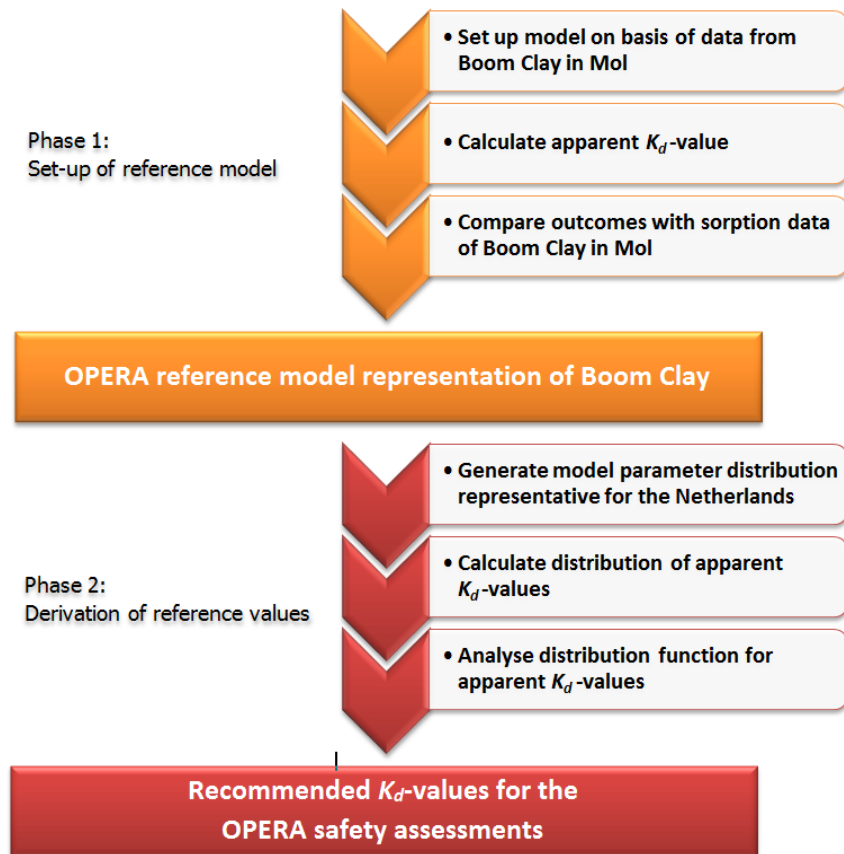 • Set up model on basis of data from
Boom Clay in Mol
Phase 1:
Set-up of reference model
• Calculate apparent Kd-value
• Compare outcomes with sorption data
of Boom Clay in Mol
OPERA reference model representation of Boom Clay
• Generate model parameter distribution
representative for the Netherlands
Phase 2:
Derivation of reference values
• Calculate distribution of apparent
Kd-values
• Analyse distribution function for
apparent Kd-values
Recommended Kd-values for the
OPERA safety assessments